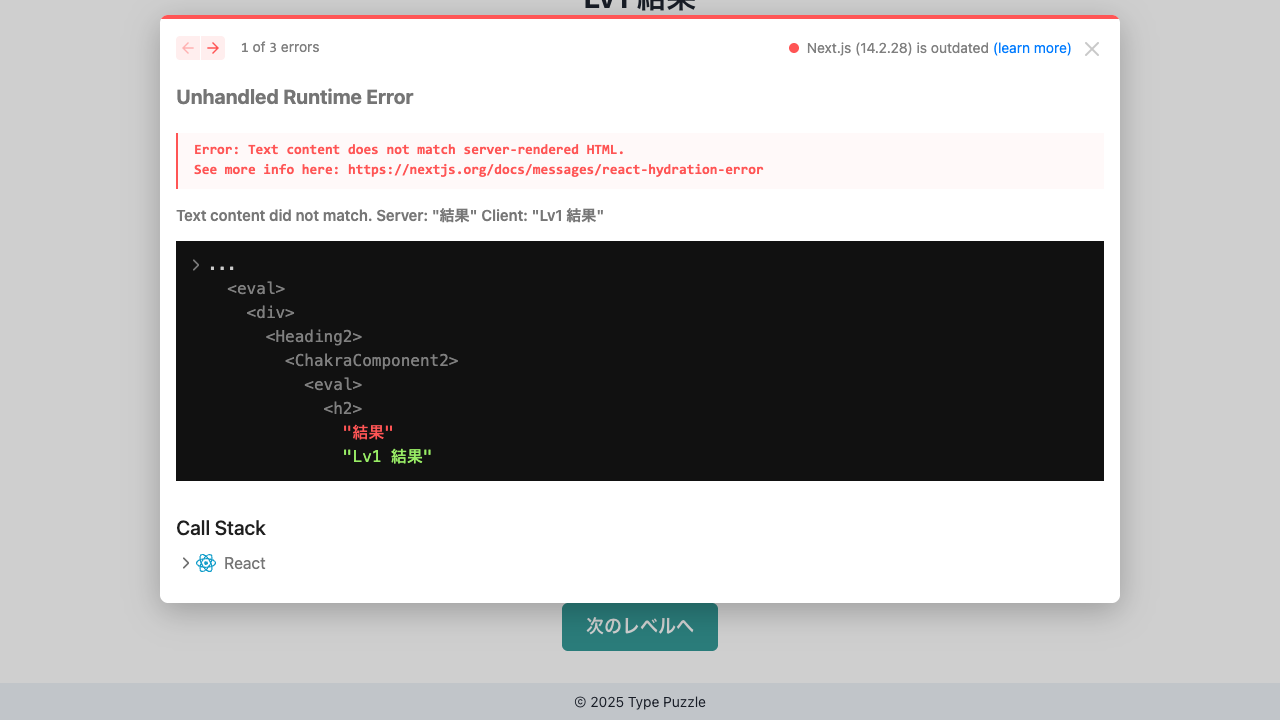 Lv1 結果
1 of 3 errors
Next.js (14.2.28) is outdated (learn more)
Unhandled Runtime Error
Error: Text content does not match server-rendered HTML.
See more info here: https://nextjs.org/docs/messages/react-hydration-error
Text content did not match. Server: "結果" Client: "Lv1 結果"
...
<eval>
<div>
<Heading2>
<ChakraComponent2>
<eval>
<h2>
"結果"
"Lv1 結果"
Call Stack
React
次のレベルへ
© 2025 Type Puzzle